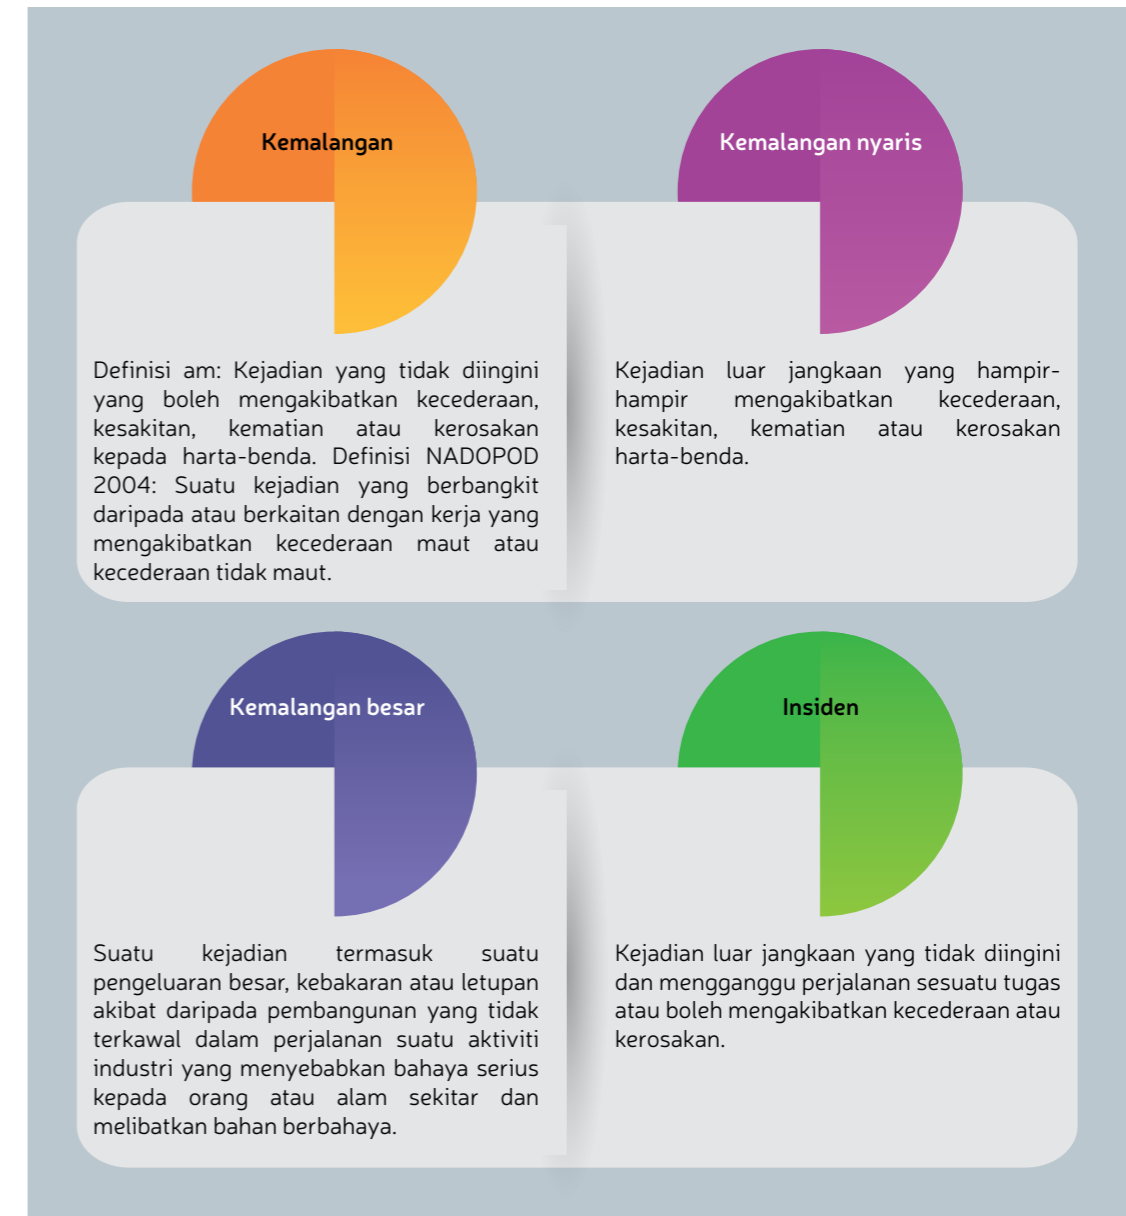 Kemalangan
Definisi am: Kejadian yang tidak diingini
yang boleh mengakibatkan kecederaan,
kesakitan, kematian atau kerosakan
kepada harta-benda. Definisi NADOPOD
2004: Suatu kejadian yang berbangkit
daripada atau berkaitan dengan kerja yang
mengakibatkan kecederaan maut atau
kecederaan tidak maut.
Kemalangan nyaris
Kejadian luar jangkaan yang hampir-
hampir mengakibatkan kecederaan,
kesakitan, kematian atau kerosakan
harta-benda.
Kemalangan besar
Suatu kejadian termasuk suatu
pengeluaran besar, kebakaran atau letupan
akibat daripada pembangunan yang tidak
terkawal dalam perjalanan suatu aktiviti
industri yang menyebabkan bahaya serius
kepada orang atau alam sekitar dan
melibatkan bahan berbahaya.
Insiden
Kejadian luar jangkaan yang tidak diingini
dan mengganggu perjalanan sesuatu tugas
atau boleh mengakibatkan kecederaan atau
kerosakan.